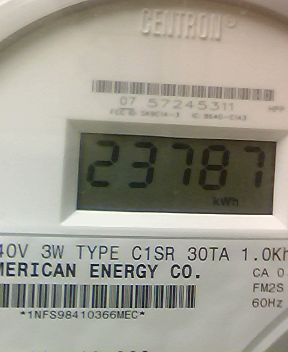 CENTRON
07 57245311
HPP
23787
kWh
40V 3W TYPE C1SR 30TA 1.0Kh
MERICAN ENERGY CO.
CA 0
FM2S
60Hz
*1NFS98410366MEC*